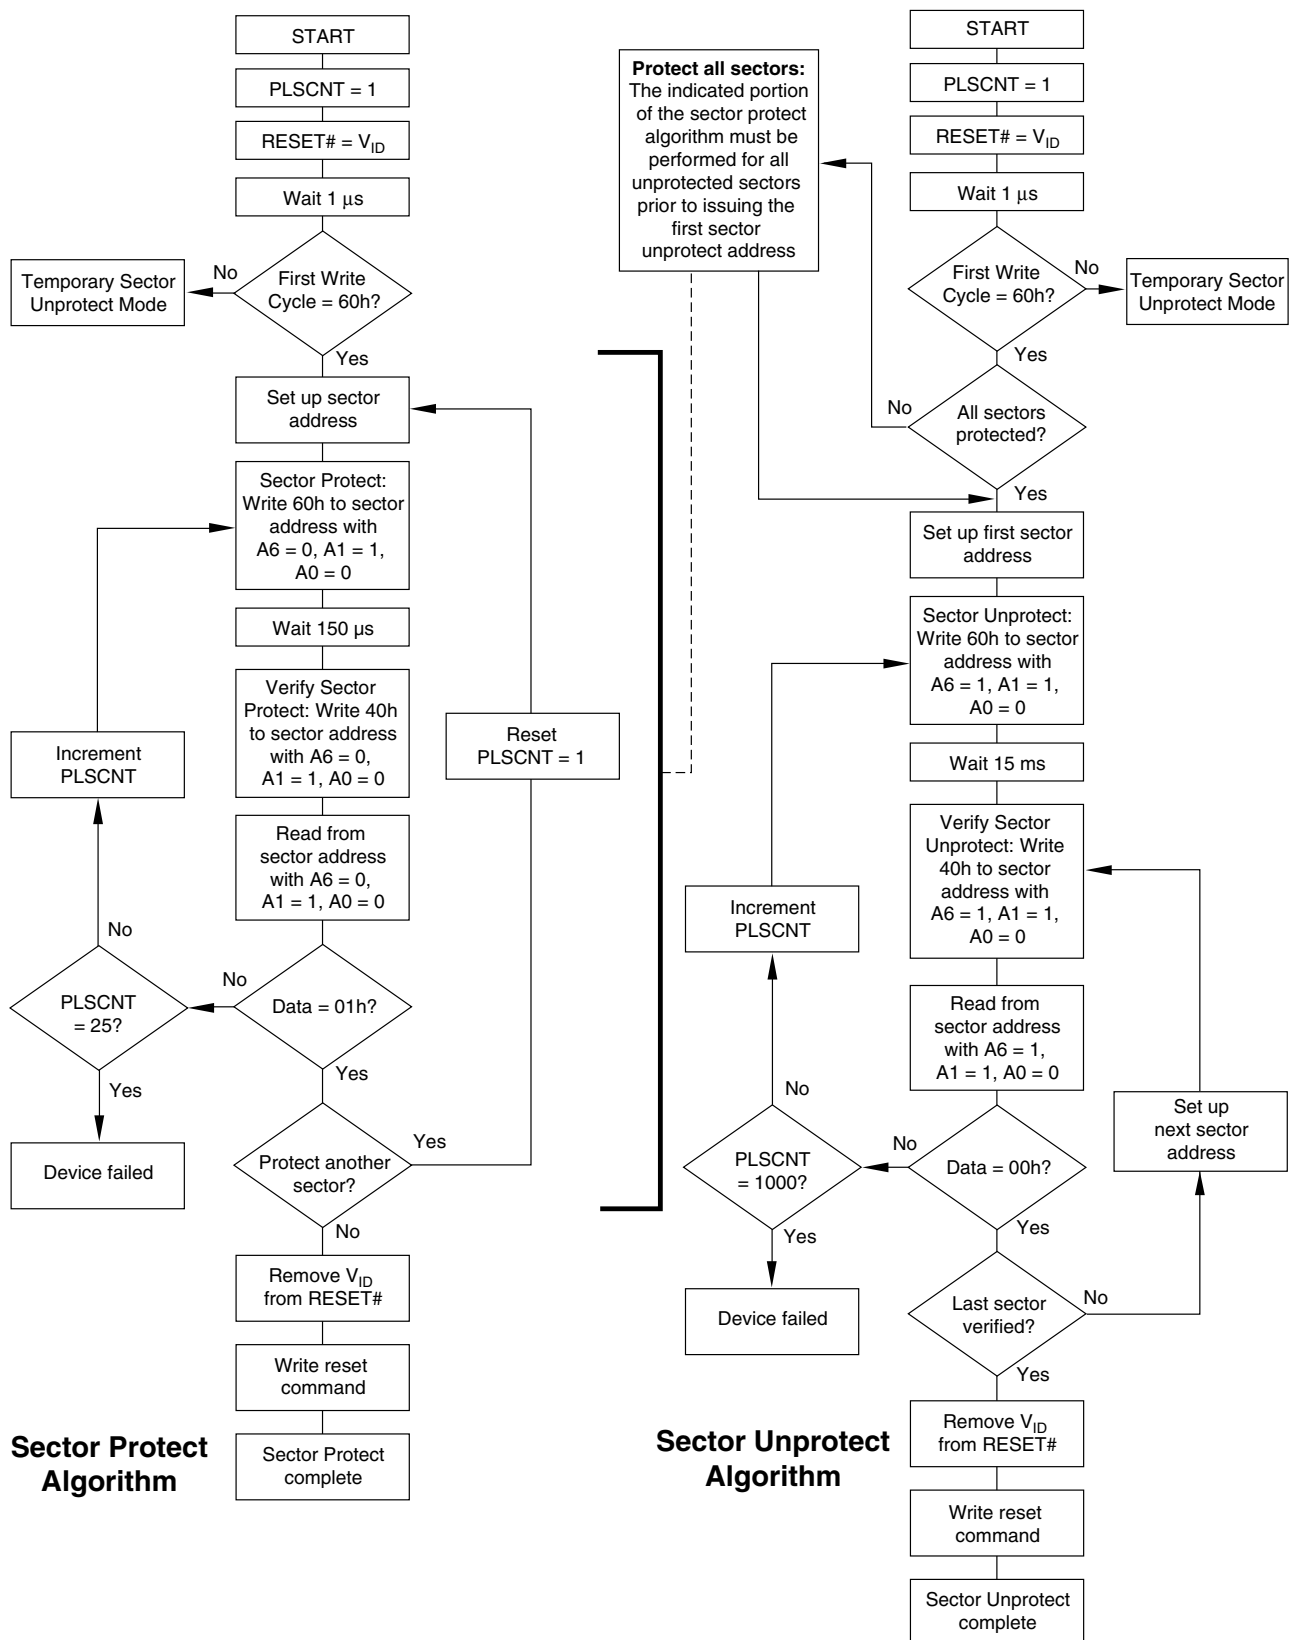 START
PLSCNT = 1
RESET# = VID
Wait 1 μs
First Write
Cycle = 60h?
No
Temporary Sector
Unprotect Mode
Yes
Set up sector
address
Sector Protect:
Write 60h to sector
address with
A6 = 0, A1 = 1,
A0 = 0
Wait 150 µs
Verify Sector
Protect: Write 40h
to sector address
with A6 = 0,
A1 = 1, A0 = 0
Reset
PLSCNT = 1
Increment
PLSCNT
Read from
sector address
with A6 = 0,
A1 = 1, A0 = 0
No
No
PLSCNT
= 25?
Data = 01h?
Yes
Yes
Device failed
Protect another
sector?
Yes
No
Remove VID
from RESET#
Write reset
command
Sector Protect
complete
Sector Protect
Algorithm
Protect all sectors:
The indicated portion
of the sector protect
algorithm must be
performed for all
unprotected sectors
prior to issuing the
first sector
unprotect address
START
PLSCNT = 1
RESET# = VID
Wait 1 μs
First Write
Cycle = 60h?
No
Temporary Sector
Unprotect Mode
Yes
No
All sectors
protected?
Yes
Set up first sector
address
Sector Unprotect:
Write 60h to sector
address with
A6 = 1, A1 = 1,
A0 = 0
Wait 15 ms
Verify Sector
Unprotect: Write
40h to sector
address with
A6 = 1, A1 = 1,
A0 = 0
Increment
PLSCNT
Read from
sector address
with A6 = 1,
A1 = 1, A0 = 0
No
Set up
next sector
address
No
PLSCNT
= 1000?
Data = 00h?
Yes
Yes
Device failed
Last sector
verified?
No
Yes
Remove VID
from RESET#
Write reset
command
Sector Unprotect
complete
Sector Unprotect
Algorithm